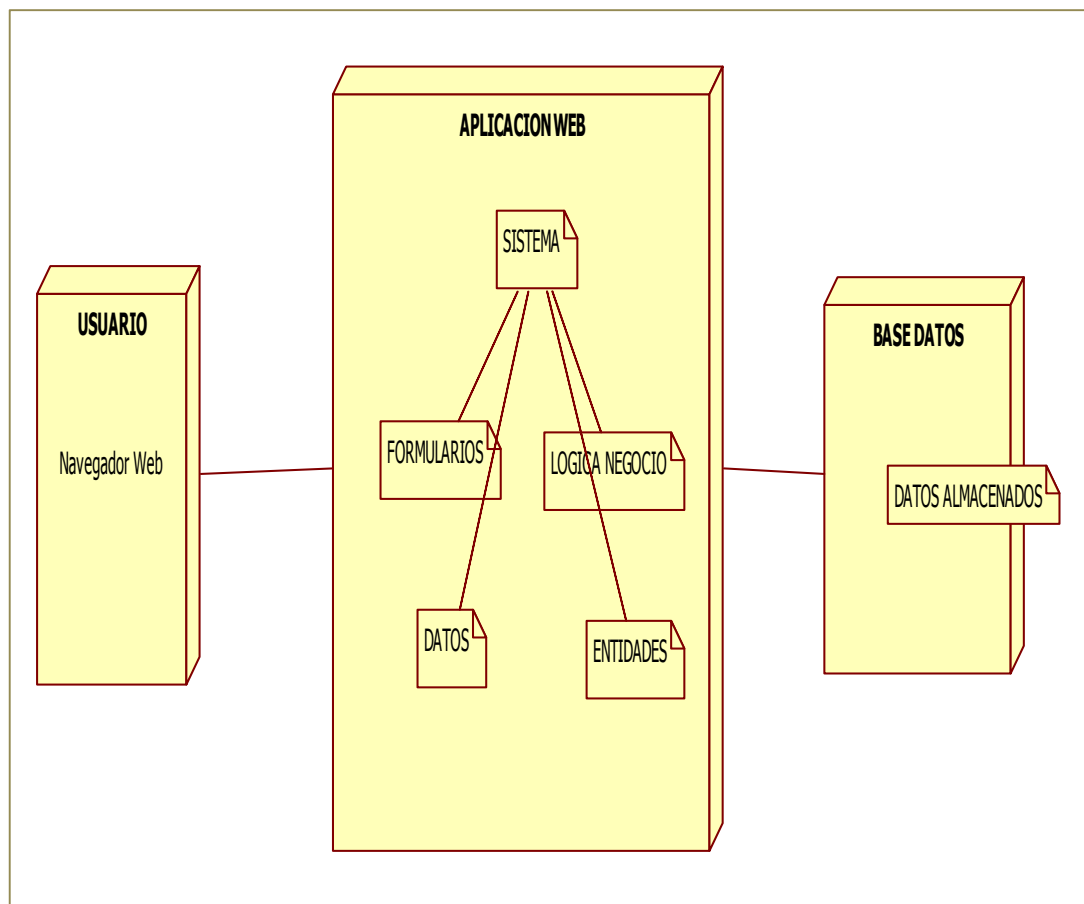 APLICACION WEB
SISTEMA
USUARIO
BASE DATOS
Navegador Web
FORMULARIOS
LOGICA NEGOCIO
DATOS ALMACENADOS
DATOS
ENTIDADES